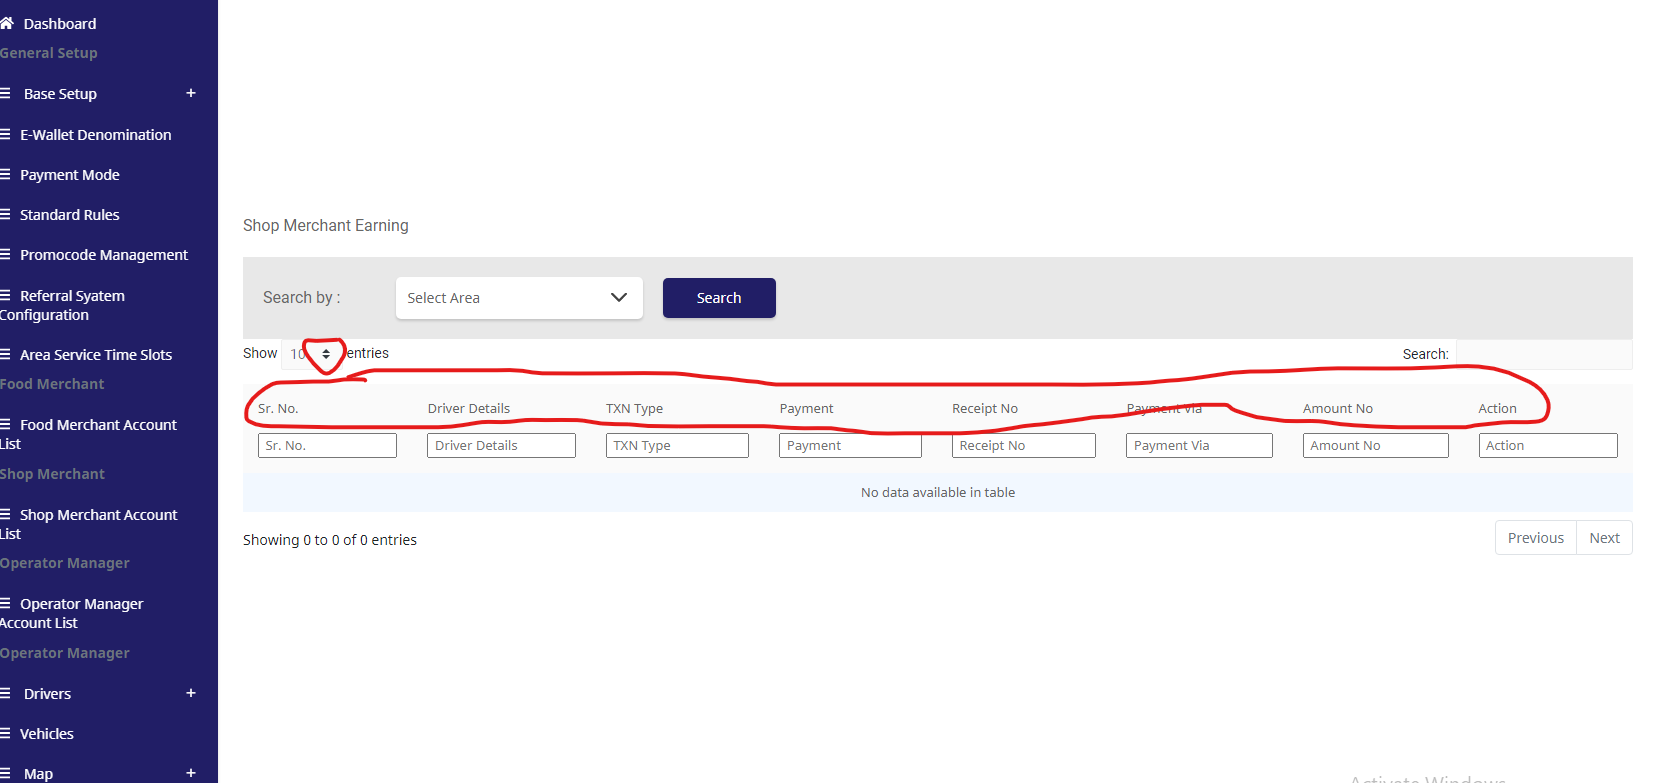 Dashboard
General Setup
Base Setup +
E-Wallet Denomination
Payment Mode
Standard Rules
Promocode Management
Referral Syatem
Configuration
Area Service Time Slots
Food Merchant
Food Merchant Account
List
Shop Merchant
Shop Merchant Account
List
Operator Manager
Operator Manager
Account List
Operator Manager
Drivers +
Vehicles
Map +
Shop Merchant Earning
Search by : Select Area Search
Show 10 entries Search:
Sr. No. Driver Details TXN Type Payment Receipt No Payment Via Amount No Action
Sr. No. Driver Details TXN Type Payment Receipt No Payment Via Amount No Action
No data available in table
Showing 0 to 0 of 0 entries Previous Next
Activate Windows